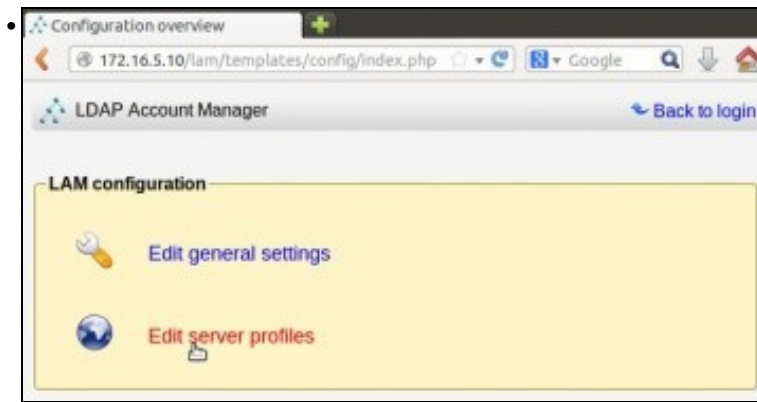 Configuration overview
172.16.5.10/lam/templates/config/index.php
Google
LDAP Account Manager
Back to login
LAM configuration
Edit general settings
Edit server profiles